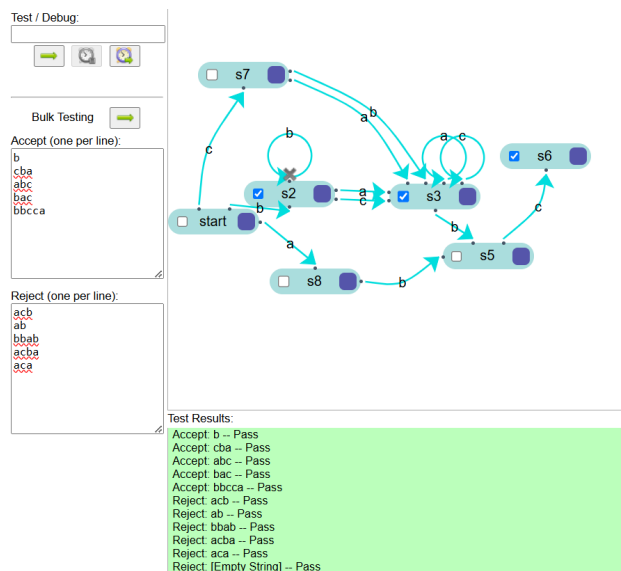 Test / Debug:
Bulk Testing
Accept (one per line):
b
cba
abc
bac
bbcca
Reject (one per line):
acb
ab
bbab
acba
aca
s7
b
a
a
c
c
b
s6
s2
a
c
s3
start
b
b
c
a
s5
s8
b
Test Results:
Accept: b -- Pass
Accept: cba -- Pass
Accept: abc -- Pass
Accept: bac -- Pass
Accept: bbcca -- Pass
Reject: acb -- Pass
Reject: ab -- Pass
Reject: bbab -- Pass
Reject: acba -- Pass
Reject: aca -- Pass
Reject: [Empty String] -- Pass